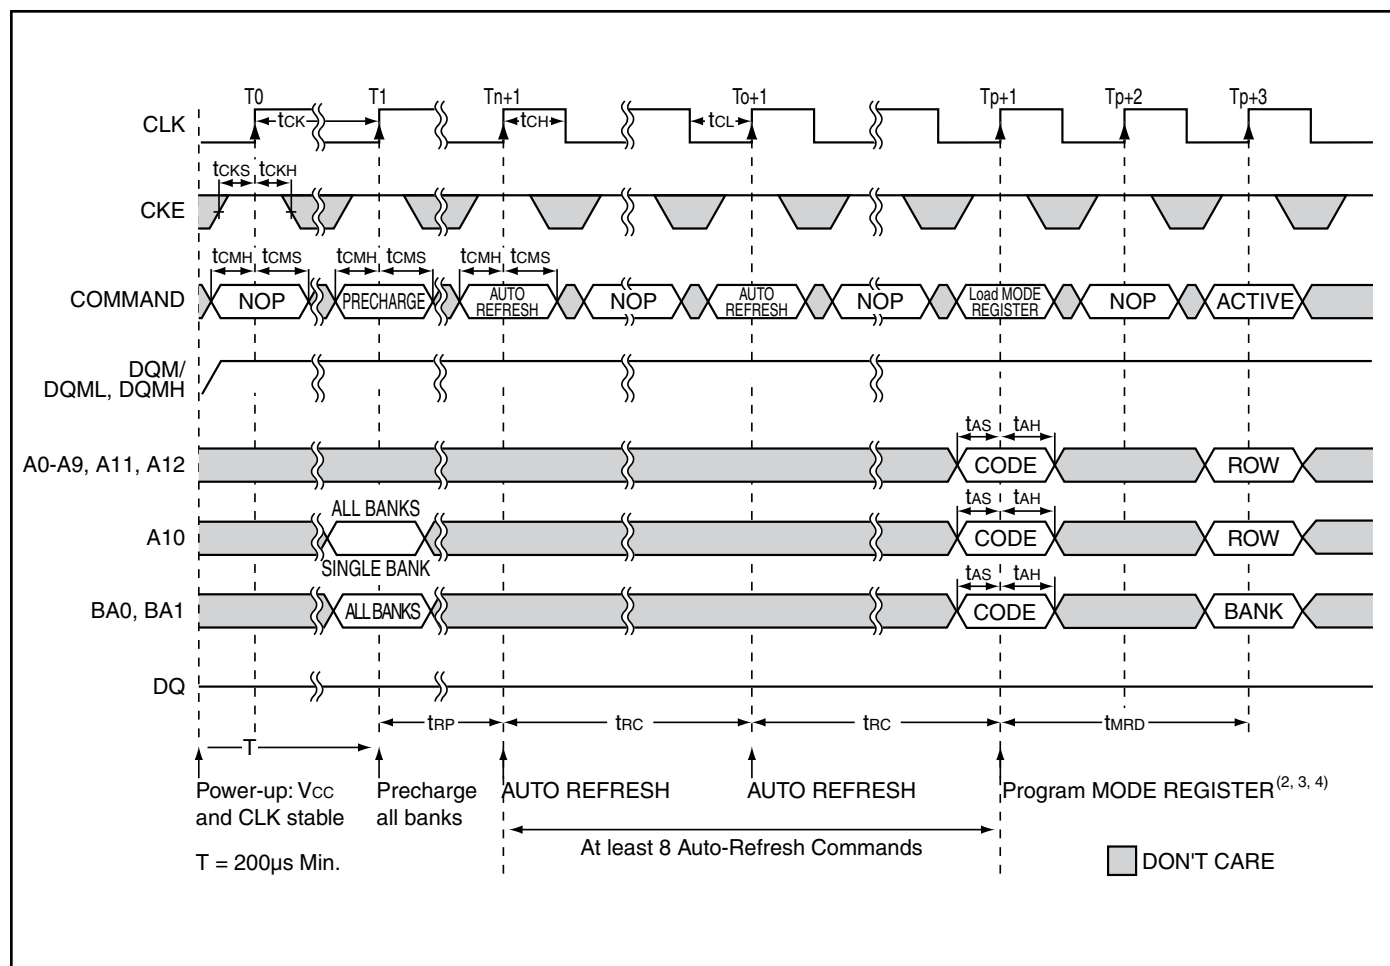 T0 T1 Tn+1 To+1 Tp+1 Tp+2 Tp+3
CLK tCK tCH tCL
tCKS tCKH
CKE
tCMH tCMS tCMH tCMS tCMH tCMS
COMMAND NOP PRECHARGE AUTO REFRESH NOP AUTO REFRESH NOP Load MODE REGISTER NOP ACTIVE
DQM/
DQML, DQMH
tAS tAH
A0-A9, A11, A12 CODE ROW
ALL BANKS tAS tAH
A10 CODE ROW
SINGLE BANK tAS tAH
BA0, BA1 ALL BANKS CODE BANK
DQ
tRP tRC tRC tMRD
T
Power-up: VCC Precharge AUTO REFRESH AUTO REFRESH Program MODE REGISTER(2, 3, 4)
and CLK stable all banks
At least 8 Auto-Refresh Commands
T = 200µs Min. DON'T CARE